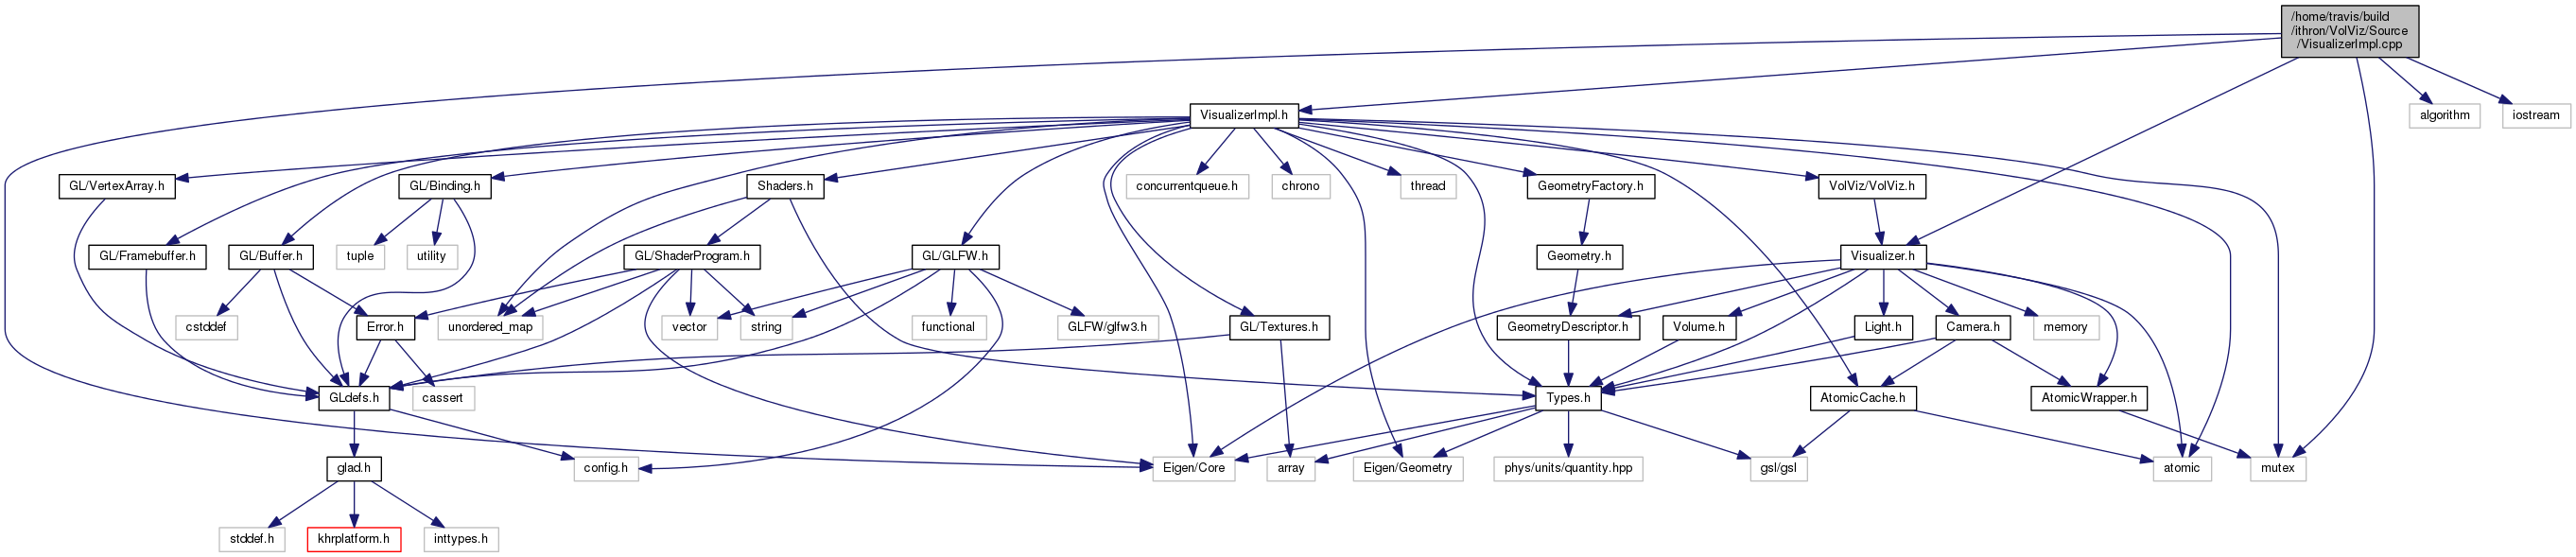 /home/travis/build
/ithron/VolViz/Source
/VisualizerImpl.cpp
VisualizerImpl.h
algorithm
iostream
GL/VertexArray.h
GL/Binding.h
Shaders.h
concurrentqueue.h
chrono
thread
GeometryFactory.h
VolViz/VolViz.h
GL/Framebuffer.h
GL/Buffer.h
tuple
utility
GL/ShaderProgram.h
GL/GLFW.h
Geometry.h
Visualizer.h
cstddef
Error.h
unordered_map
vector
string
functional
GLFW/glfw3.h
GL/Textures.h
GeometryDescriptor.h
Volume.h
Light.h
Camera.h
memory
GLdefs.h
cassert
Types.h
AtomicCache.h
AtomicWrapper.h
glad.h
config.h
Eigen/Core
array
Eigen/Geometry
phys/units/quantity.hpp
gsl/gsl
atomic
mutex
stddef.h
khrplatform.h
inttypes.h